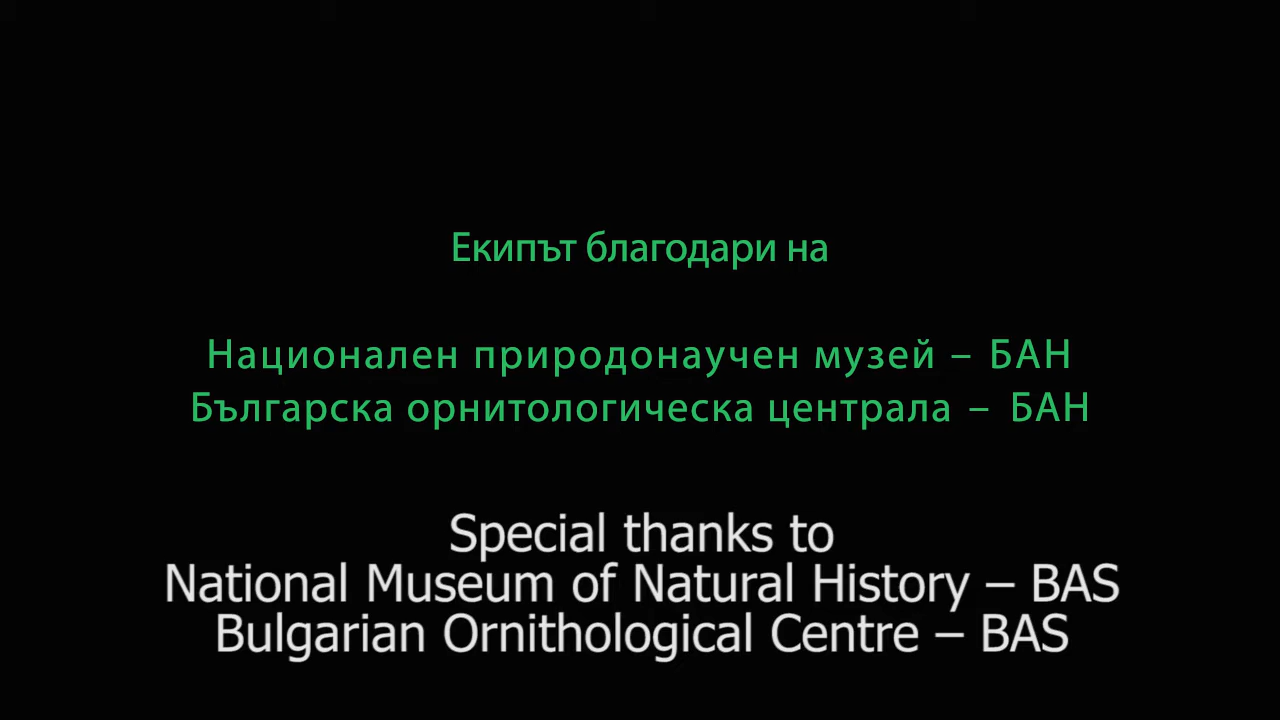 Екипът благодари на
Национален природонаучен музей – БАН
Българска орнитологическа централа – БАН
Special thanks to
National Museum of Natural History – BAS
Bulgarian Ornithological Centre – BAS